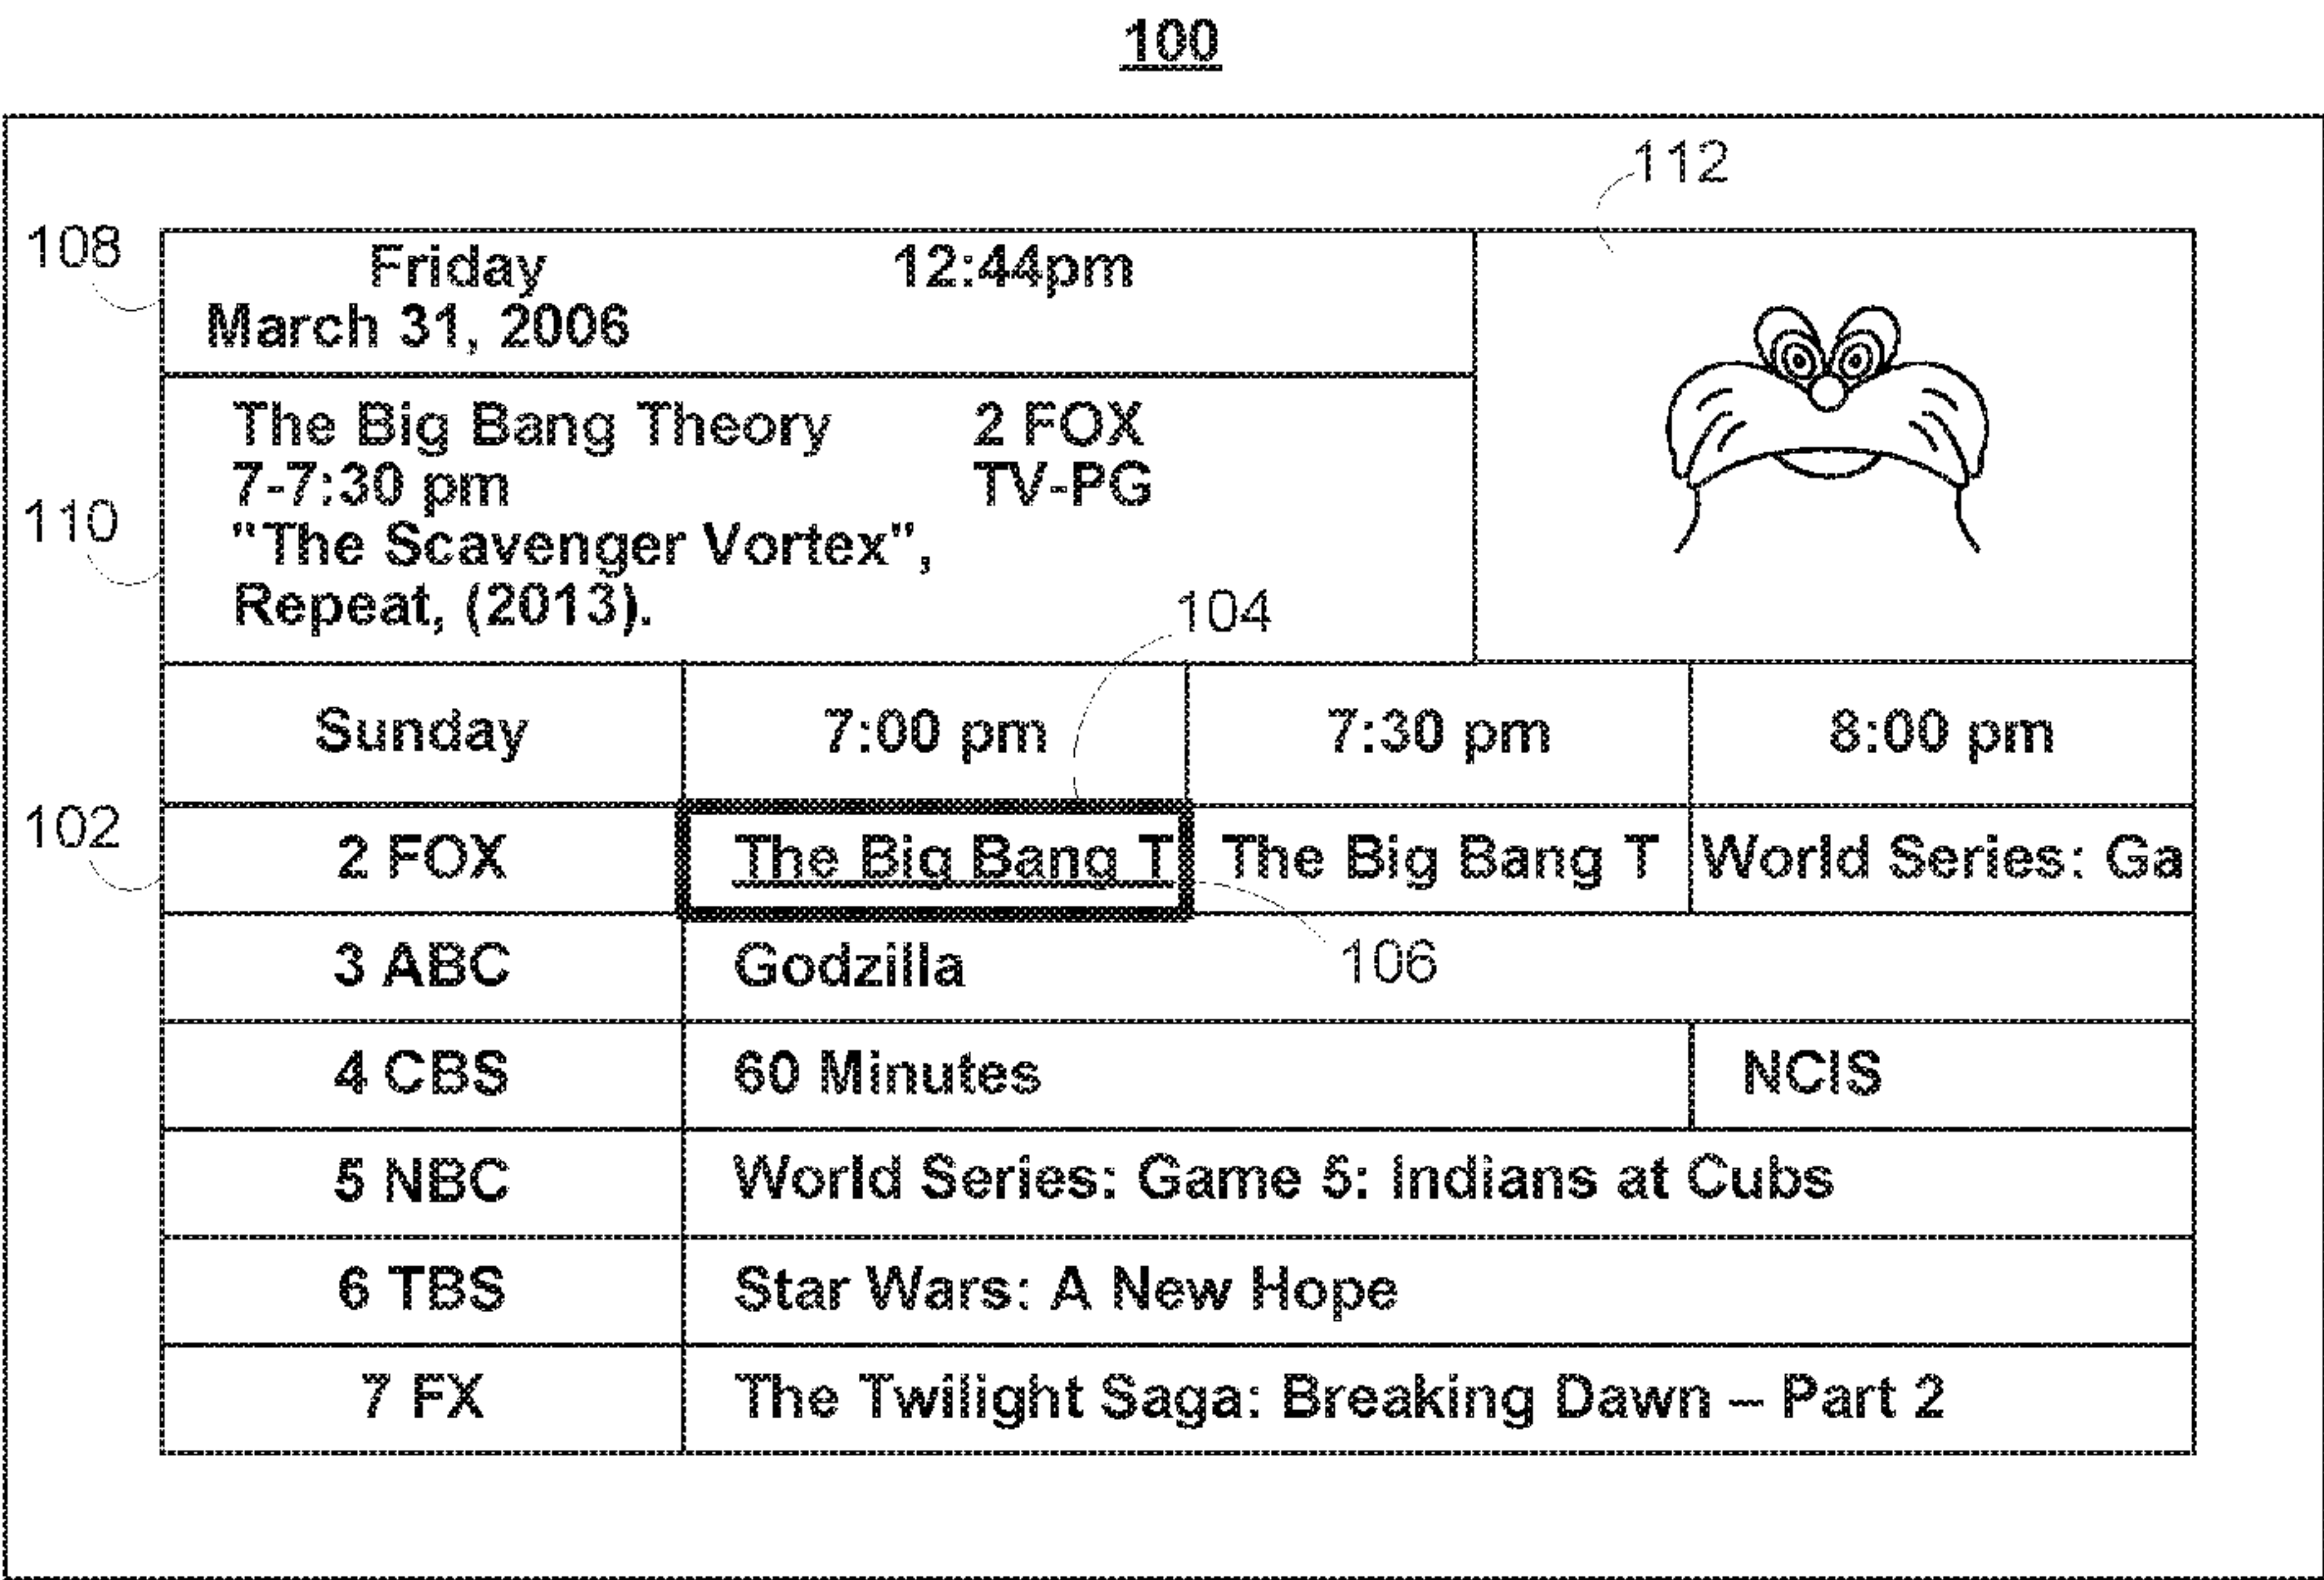 100
112
108
Friday 12:44pm
March 31, 2006
The Big Bang Theory 2 FOX
7-7:30 pm TV-PG
110
"The Scavenger Vortex",
Repeat, (2013).
104
Sunday 7:00 pm 7:30 pm 8:00 pm
102
2 FOX The Big Bang T The Big Bang T World Series: Ga
106
3 ABC Godzilla
4 CBS 60 Minutes NCIS
5 NBC World Series: Game 5: Indians at Cubs
6 TBS Star Wars: A New Hope
7 FX The Twilight Saga: Breaking Dawn – Part 2